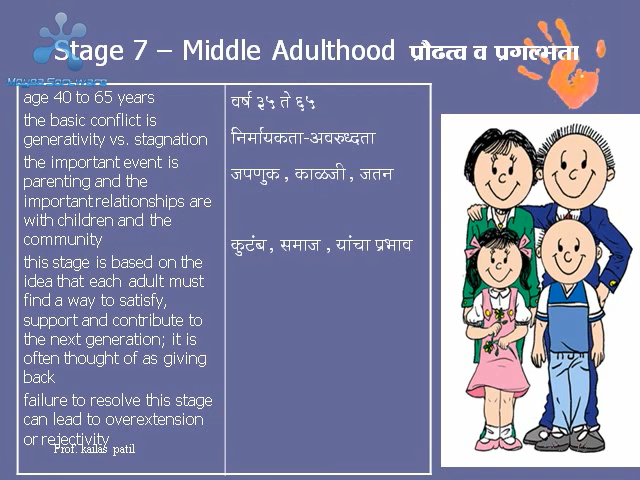 Stage 7 – Middle Adulthood प्रौढत्व व प्रगल्भता
age 40 to 65 years
the basic conflict is
generativity vs. stagnation
the important event is
parenting and the
important relationships are
with children and the
community
this stage is based on the
idea that each adult must
find a way to satisfy,
support and contribute to
the next generation; it is
often thought of as giving
back
failure to resolve this stage
can lead to overextension
or rejectivity
वर्ष ३५ ते ६५
निर्मायकता-अवरुध्दता
जपणुक , काळजी , जतन
कुटंब , समाज , यांचा प्रभाव
Prof. kailas patil